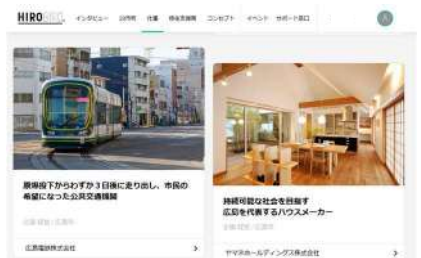 HIRO
インタビュー 仕事 コンセプト イベント サポート窓口
原爆投下からわずか3日後に走り出し、市民の
希望になった公共交通機関
広島電鉄株式会社
持続可能な社会を目指す
広島を代表するハウスメーカー
ヤマネホールディングス株式会社